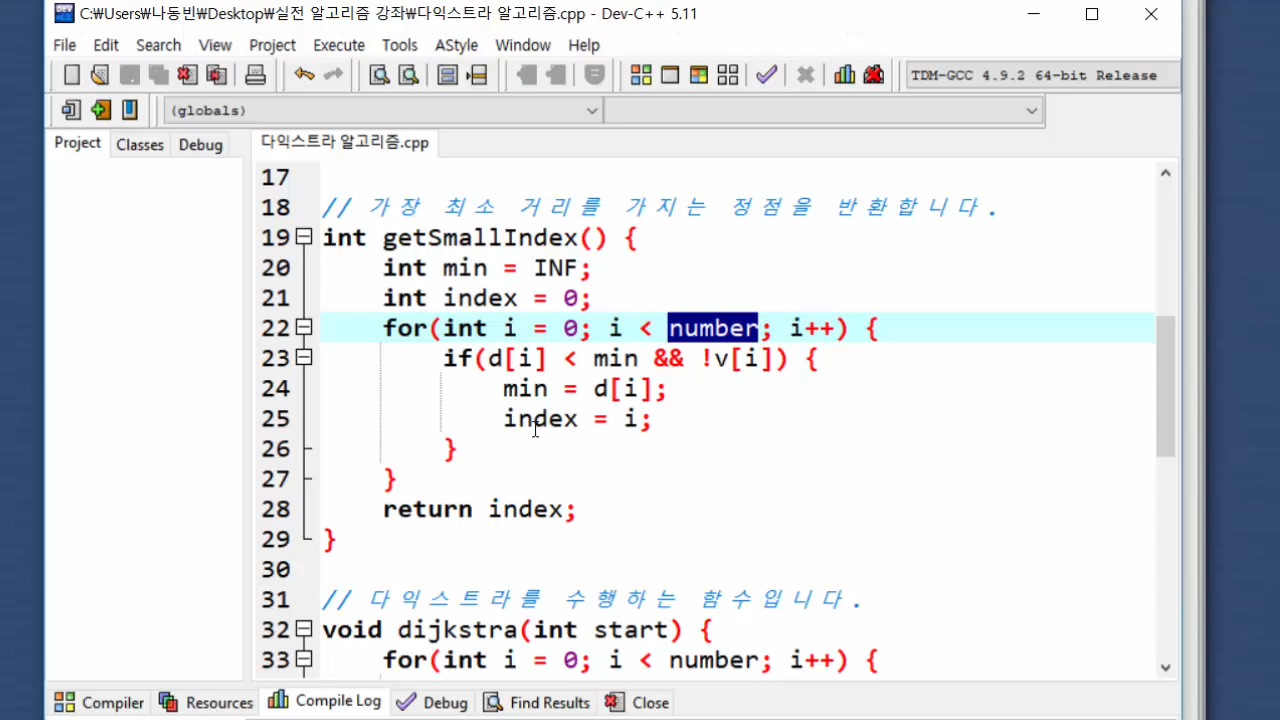 C:₩Users₩나동빈₩Desktop₩실전 알고리즘 강좌₩다익스트라 알고리즘.cpp - Dev-C++ 5.11
File Edit Search View Project Execute Tools AStyle Window Help
TDM-GCC 4.9.2 64-bit Release
(globals)
Project Classes Debug
다익스트라 알고리즘.cpp
17
18 // 가장 최소 거리를 가지는 정점을 반환합니다.
19 int getSmallIndex() {
20 int min = INF;
21 int index = 0;
22 for(int i = 0; i < number; i++) {
23 if(d[i] < min && !v[i]) {
24 min = d[i];
25 index = i;
26 }
27 }
28 return index;
29 }
30
31 // 다익스트라를 수행하는 함수입니다.
32 void dijkstra(int start) {
33 for(int i = 0; i < number; i++) {
Compiler Resources Compile Log Debug Find Results Close